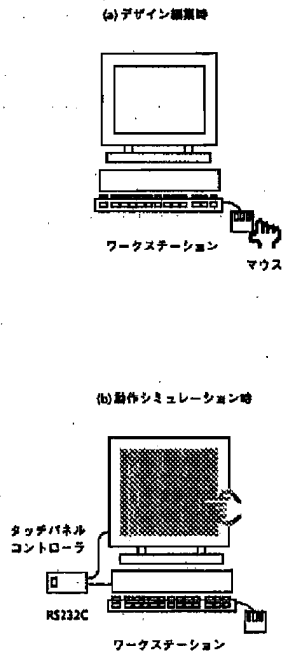 (a) デザイン編集時
ワークステーション
マウス
(b) 動作シミュレーション時
タッチパネル
コントローラ
RS232C
ワークステーション